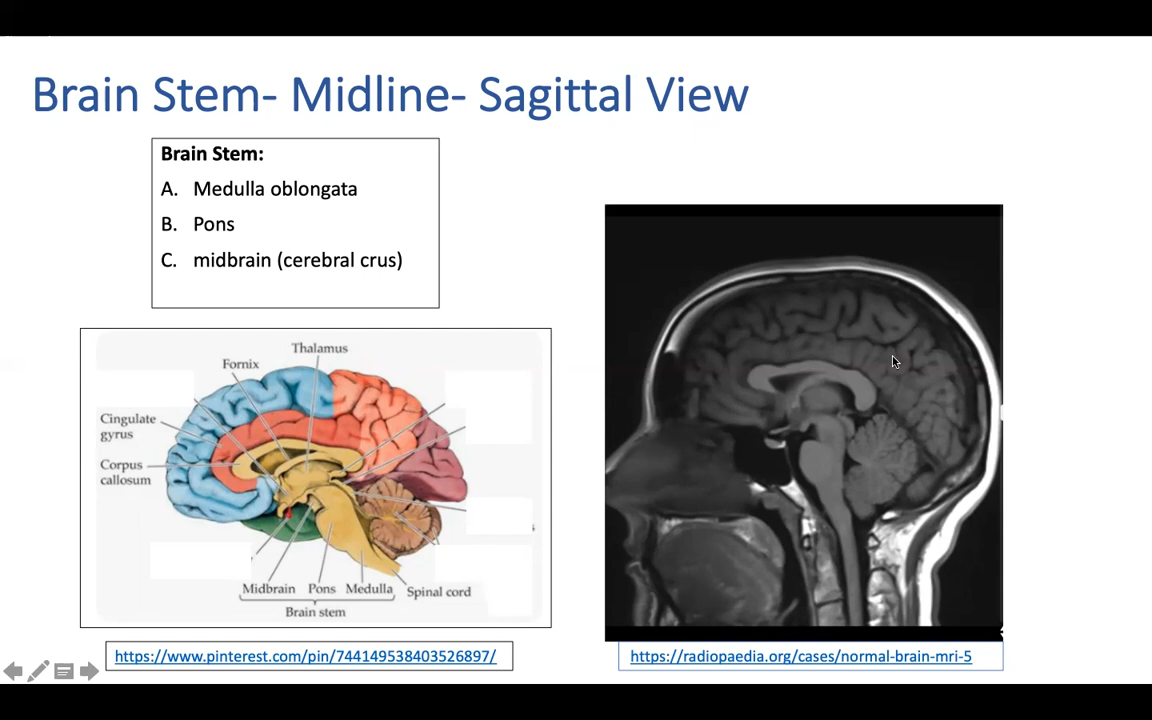 Brain Stem- Midline- Sagittal View
Brain Stem:
A. Medulla oblongata
B. Pons
C. midbrain (cerebral crus)
Thalamus
Fornix
Cingulate
gyrus
Corpus
callosum
Midbrain Pons Medulla Spinal cord
Brain stem
https://www.pinterest.com/pin/744149538403526897/
https://radiopaedia.org/cases/normal-brain-mri-5